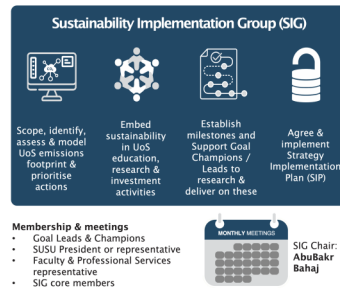 Sustainability Implementation Group (SIG)
Scope, identify,
assess & model
UoS emissions
footprint &
prioritise
actions
Embed
sustainability
in UoS
education,
research &
investment
activities
Establish
milestones and
Support Goal
Champions /
Leads to
research &
deliver on these
Agree &
implement
Strategy
Implementation
Plan (SIP)
Membership & meetings
• Goal Leads & Champions
• SUSU President or representative
• Faculty & Professional Services
representative
• SIG core members
MONTHLY MEETINGS
SIG Chair:
AbuBakr
Bahaj